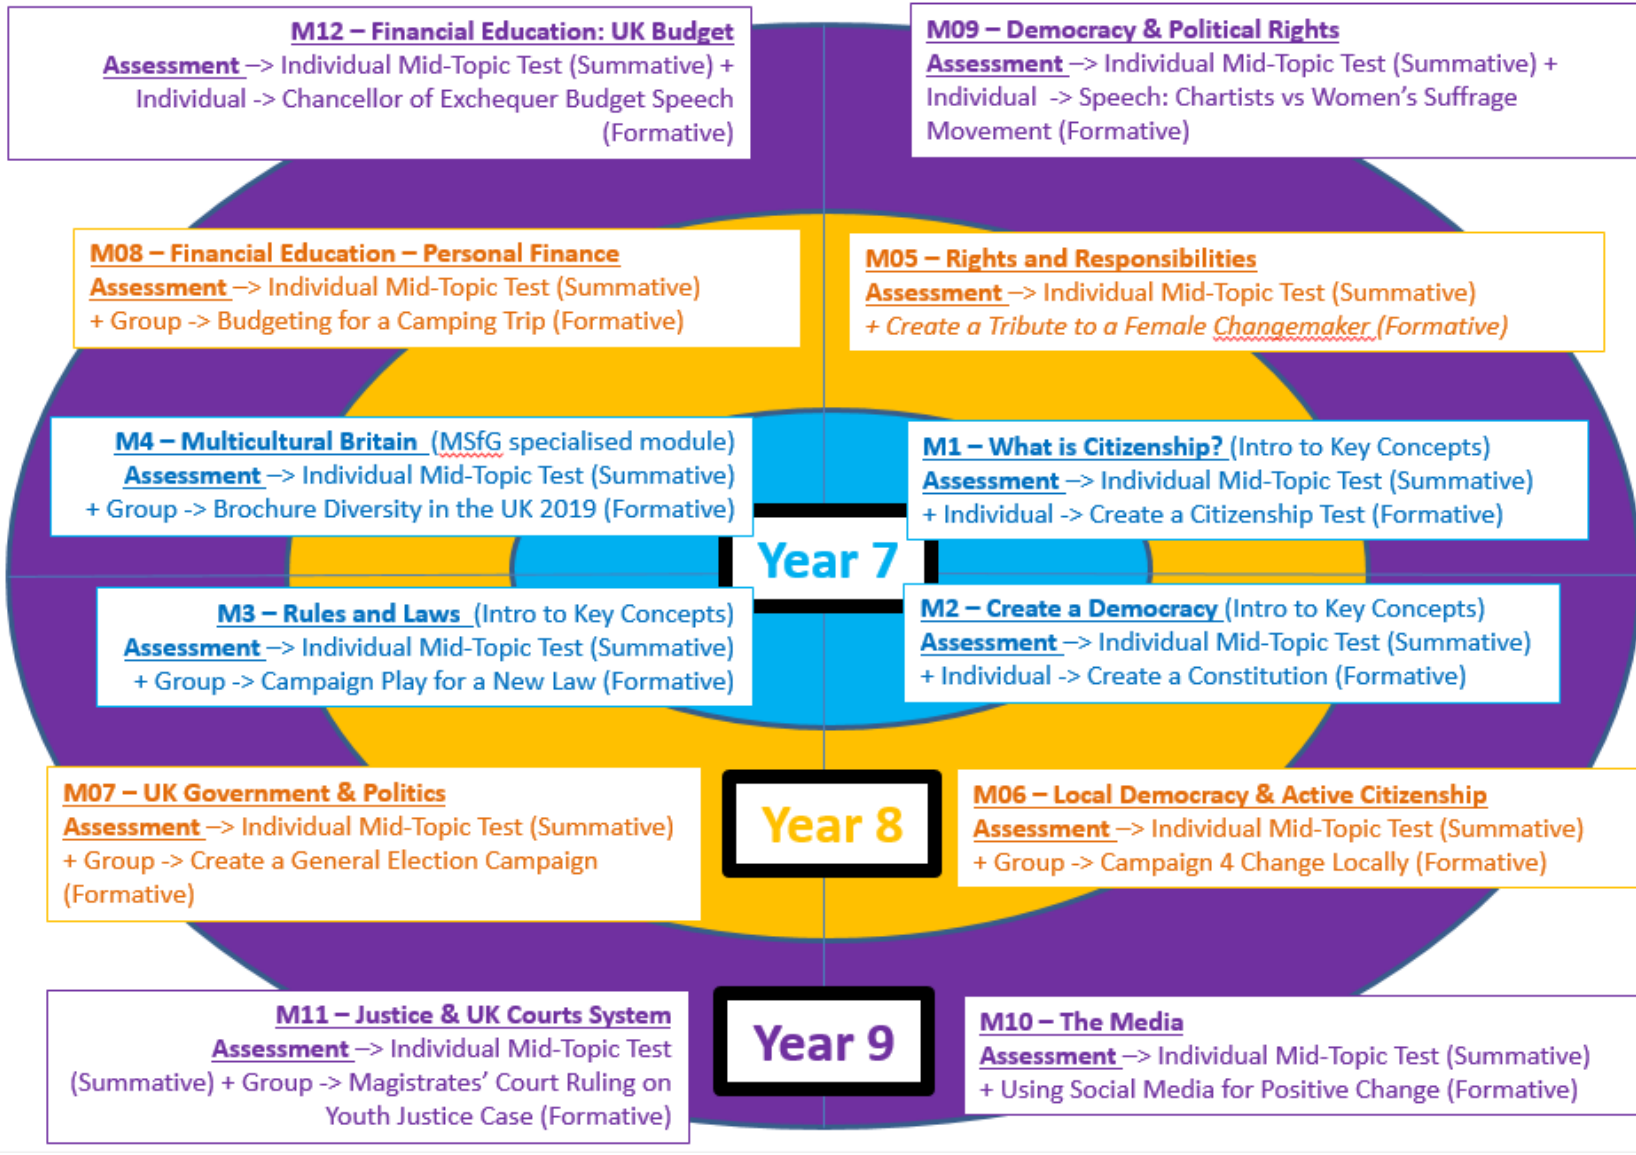 M12 – Financial Education: UK Budget
Assessment –> Individual Mid-Topic Test (Summative) +
Individual -> Chancellor of Exchequer Budget Speech
(Formative)
M09 – Democracy & Political Rights
Assessment –> Individual Mid-Topic Test (Summative) +
Individual -> Speech: Chartists vs Women's Suffrage
Movement (Formative)
M08 – Financial Education – Personal Finance
Assessment –> Individual Mid-Topic Test (Summative)
+ Group -> Budgeting for a Camping Trip (Formative)
M05 – Rights and Responsibilities
Assessment –> Individual Mid-Topic Test (Summative)
+ Create a Tribute to a Female Changemaker (Formative)
M4 – Multicultural Britain (MSfG specialised module)
Assessment –> Individual Mid-Topic Test (Summative)
+ Group -> Brochure Diversity in the UK 2019 (Formative)
M1 – What is Citizenship? (Intro to Key Concepts)
Assessment –> Individual Mid-Topic Test (Summative)
+ Individual -> Create a Citizenship Test (Formative)
Year 7
M3 – Rules and Laws (Intro to Key Concepts)
Assessment –> Individual Mid-Topic Test (Summative)
+ Group -> Campaign Play for a New Law (Formative)
M2 – Create a Democracy (Intro to Key Concepts)
Assessment –> Individual Mid-Topic Test (Summative)
+ Individual -> Create a Constitution (Formative)
M07 – UK Government & Politics
Assessment –> Individual Mid-Topic Test (Summative)
+ Group -> Create a General Election Campaign
(Formative)
Year 8
M06 – Local Democracy & Active Citizenship
Assessment –> Individual Mid-Topic Test (Summative)
+ Group -> Campaign 4 Change Locally (Formative)
M11 – Justice & UK Courts System
Assessment –> Individual Mid-Topic Test
(Summative) + Group -> Magistrates' Court Ruling on
Youth Justice Case (Formative)
Year 9
M10 – The Media
Assessment –> Individual Mid-Topic Test (Summative)
+ Using Social Media for Positive Change (Formative)